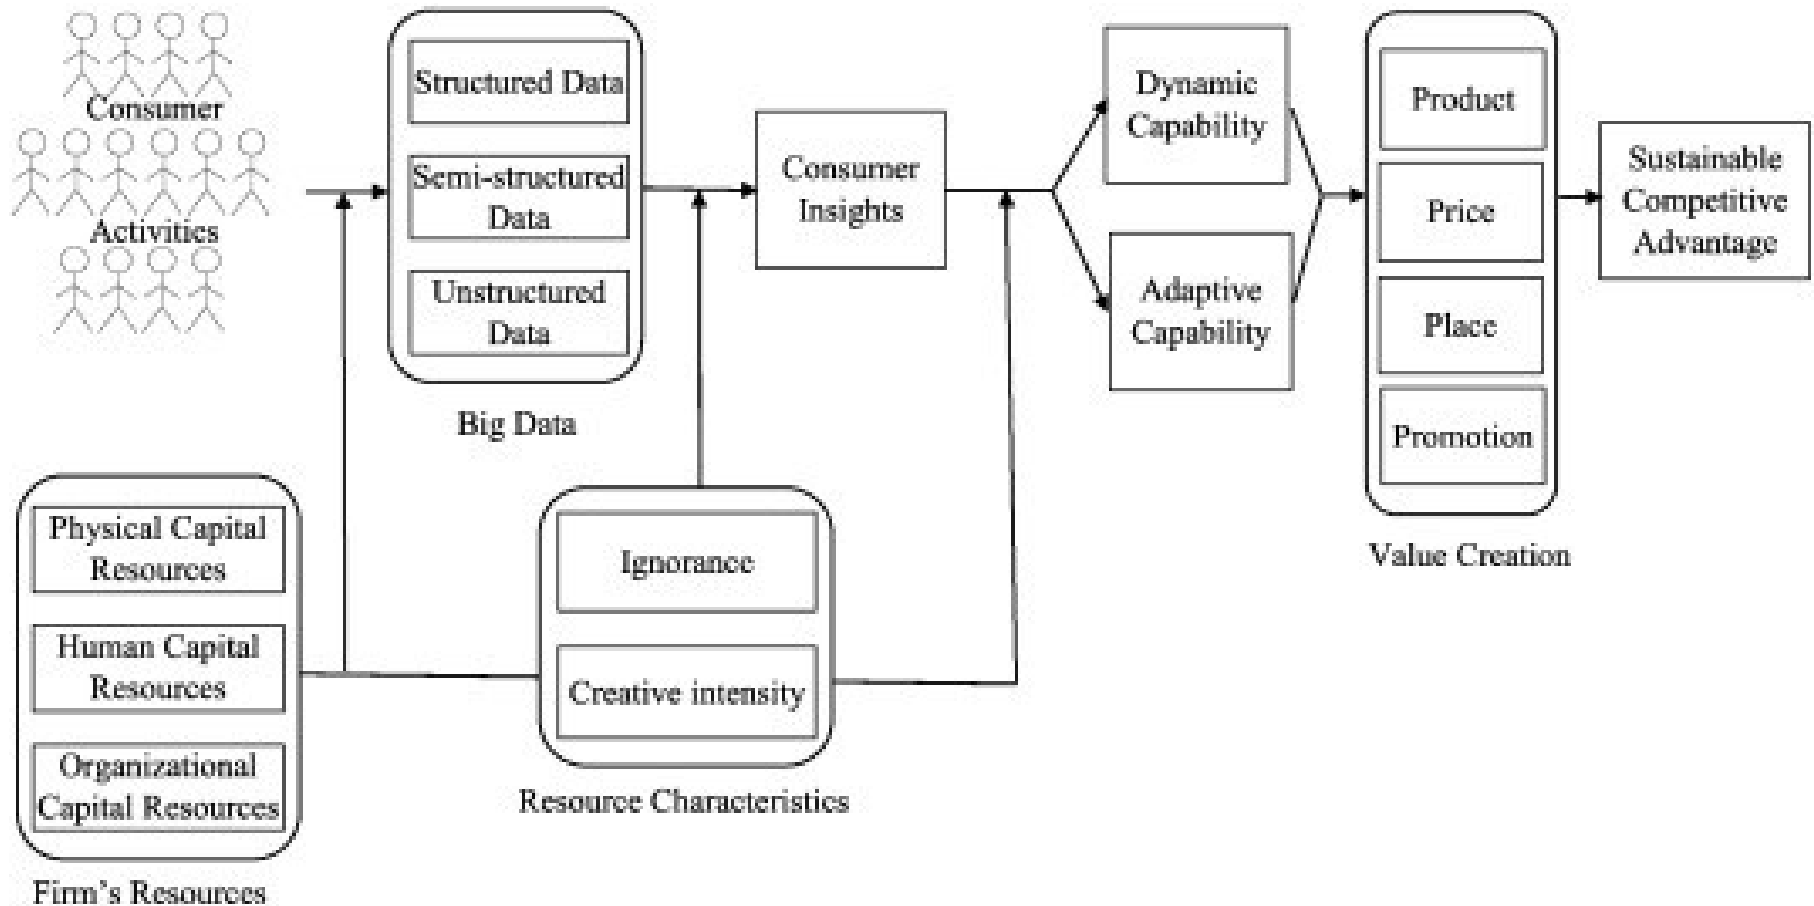 Consumer
Activities
Structured Data
Semi-structured
Data
Unstructured
Data
Big Data
Consumer
Insights
Dynamic
Capability
Adaptive
Capability
Product
Price
Place
Promotion
Value Creation
Sustainable
Competitive
Advantage
Physical Capital
Resources
Human Capital
Resources
Organizational
Capital Resources
Firm's Resources
Ignorance
Creative intensity
Resource Characteristics